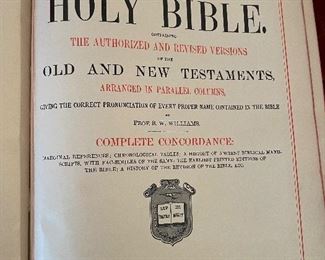 HOLY BIBLE.
CONTAINING
THE AUTHORIZED AND REVISED VERSIONS
OF THE
OLD AND NEW TESTAMENTS,
ARRANGED IN PARALLEL COLUMNS,
GIVING THE CORRECT PRONUNCIATION OF EVERY PROPER NAME CONTAINED IN THE BIBLE
BY
PROF. R. W. WILLIAMS.
COMPLETE CONCORDANCE:
MARGINAL REFERENCES; CHRONOLOGICAL TABLES; A HISTORY OF ANCIENT BIBLICAL MANU-
SCRIPTS, WITH FAC-SIMILES OF THE SAME; THE EARLIEST PRINTED EDITIONS OF
THE BIBLE; A HISTORY OF THE REVISION OF THE BIBLE, ETC.